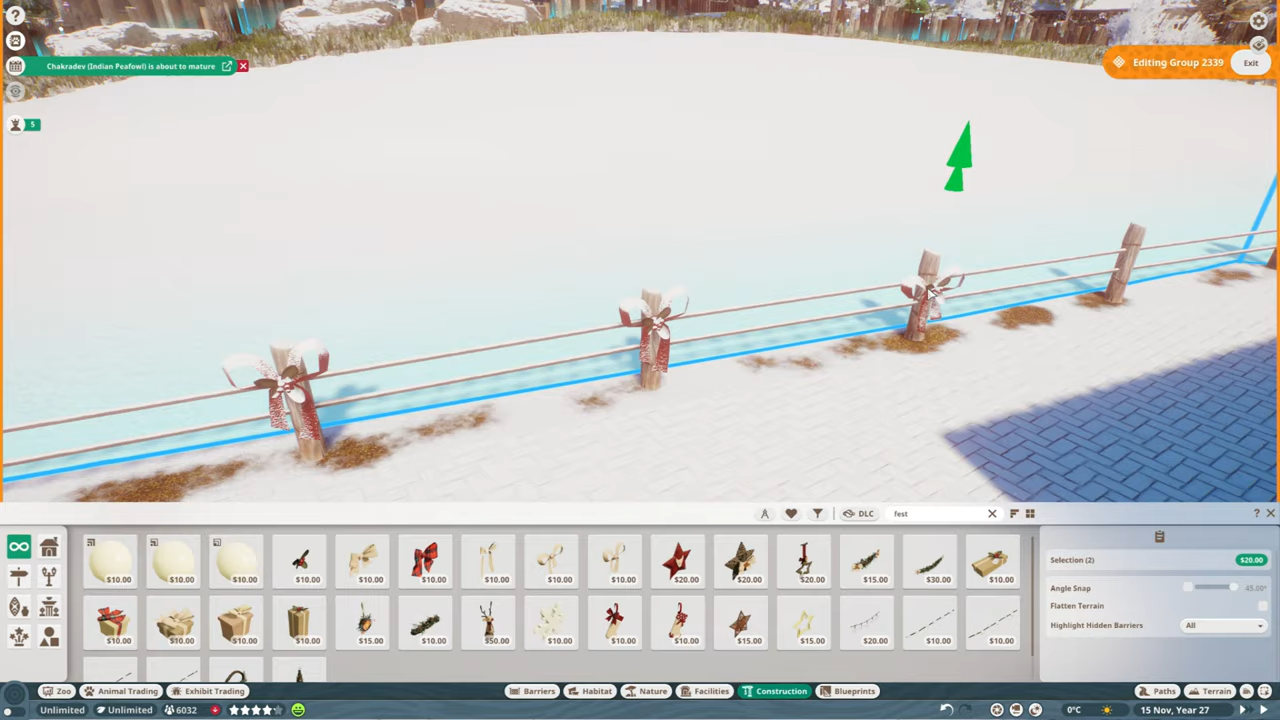 ?
Editing Group 2339
Exit
Chakradev (Indian Peafowl) is about to mature
5
DLC
fest
?
$10.00 $10.00 $10.00 $10.00 $10.00 $10.00 $10.00 $10.00 $10.00 $20.00 $20.00 $20.00 $15.00 $30.00 $10.00
$10.00 $10.00 $10.00 $10.00 $15.00 $10.00 $50.00 $10.00 $10.00 $10.00 $15.00 $15.00 $20.00 $10.00 $10.00
Selection (2)
$20.00
Angle Snap
45.00°
Flatten Terrain
Highlight Hidden Barriers
All
Zoo
Animal Trading
Exhibit Trading
Barriers
Habitat
Nature
Facilities
Construction
Blueprints
Paths
Terrain
Unlimited
Unlimited
6032
0°C
15 Nov, Year 27